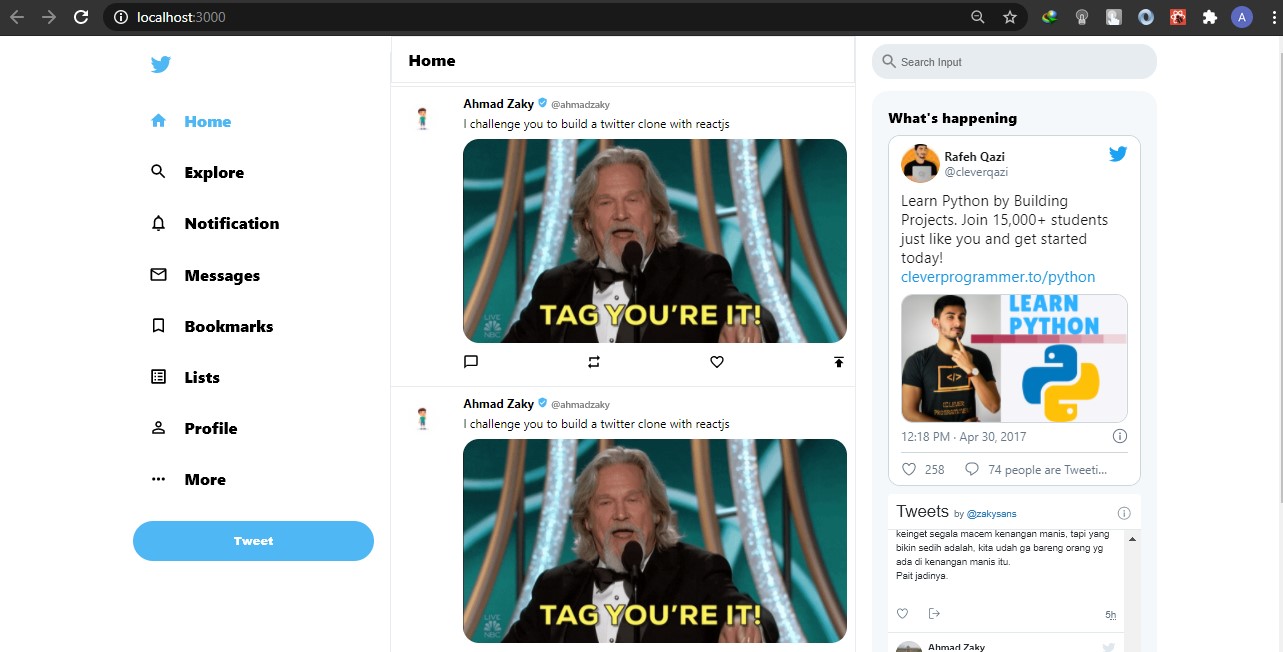 localhost:3000
A
Home
Explore
Notification
Messages
Bookmarks
Lists
Profile
More
Tweet
Home
Ahmad Zaky @ahmadzaky
I challenge you to build a twitter clone with reactjs
TAG YOU'RE IT!
LIVE
NBC
Ahmad Zaky @ahmadzaky
I challenge you to build a twitter clone with reactjs
TAG YOU'RE IT!
LIVE
NBC
Search Input
What's happening
Rafeh Qazi
@cleverqazi
Learn Python by Building
Projects. Join 15,000+ students
just like you and get started
today!
cleverprogrammer.to/python
LEARN
PYTHON
</>
12:18 PM · Apr 30, 2017
258
74 people are Tweeti...
Tweets by @zakysans
keinget segala macem kenangan manis, tapi yang
bikin sedih adalah, kita udah ga bareng orang yg
ada di kenangan manis itu.
Pait jadinya.
5h
Ahmad Zaky